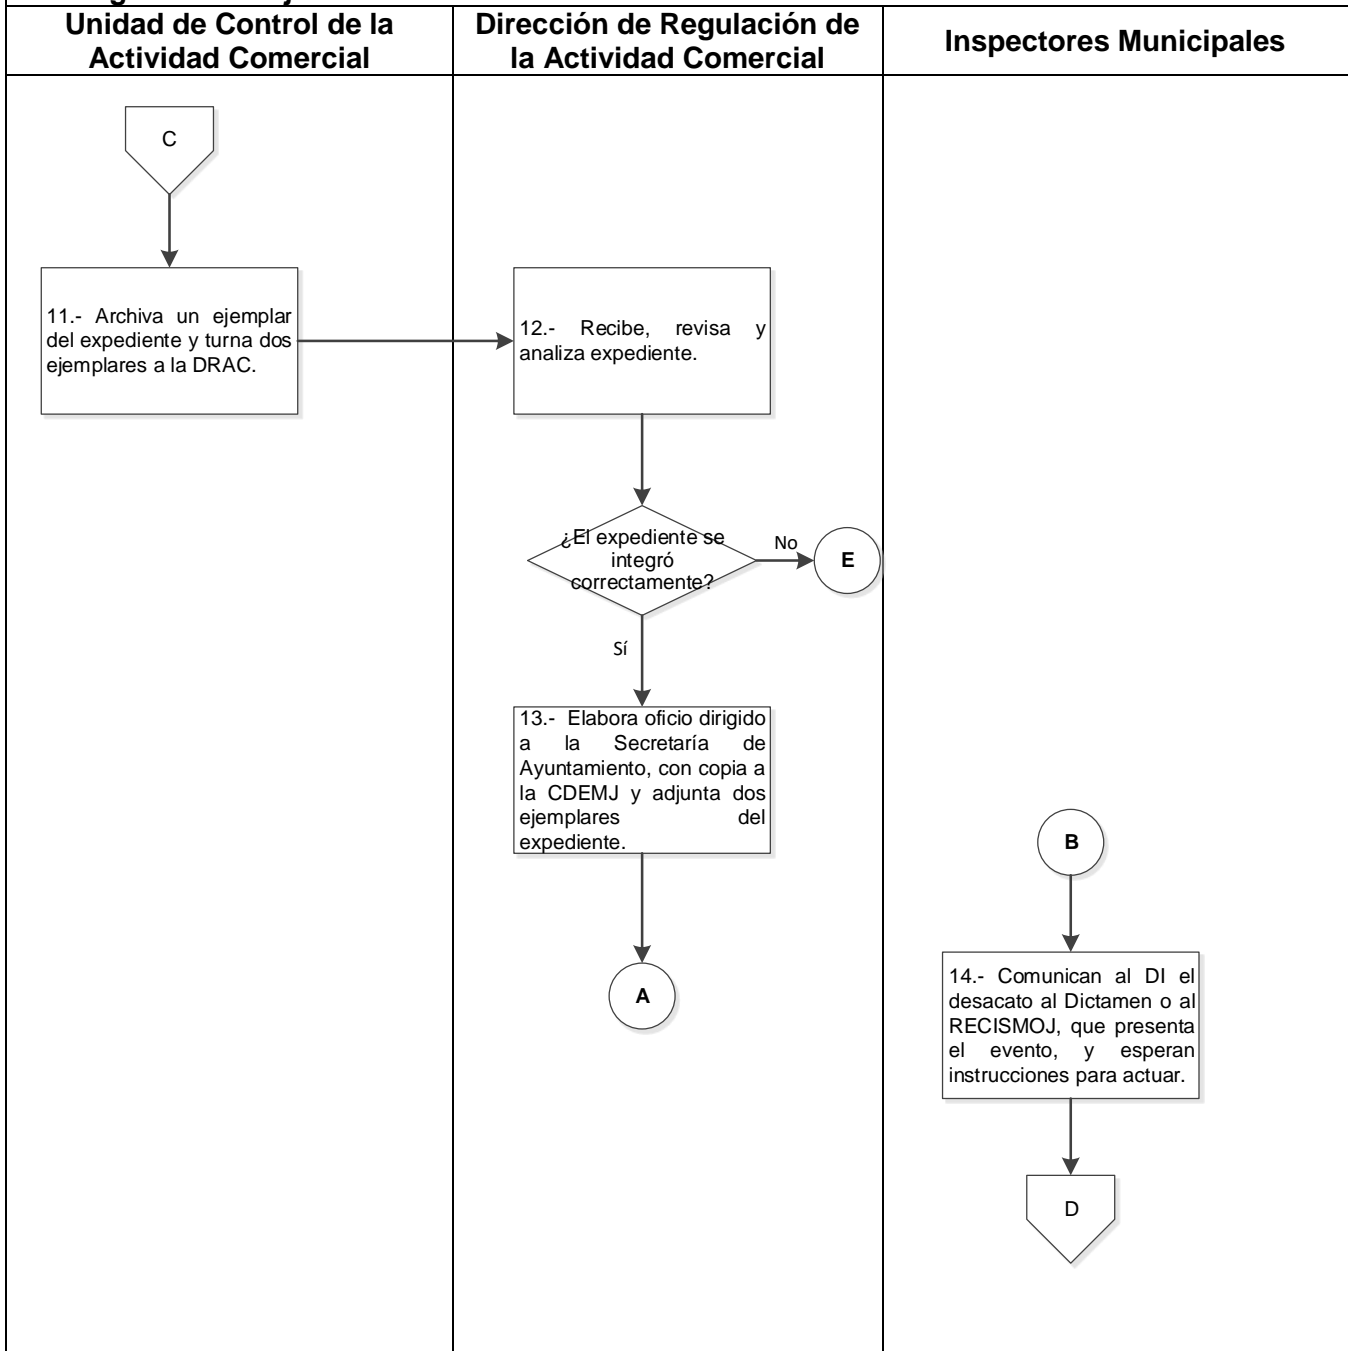 Unidad de Control de la
Actividad Comercial
Dirección de Regulación de
la Actividad Comercial
Inspectores Municipales
C
11.- Archiva un ejemplar
del expediente y turna dos
ejemplares a la DRAC.
12.- Recibe, revisa y
analiza expediente.
¿El expediente se
integró
correctamente?
No
E
Sí
13.- Elabora oficio dirigido
a la Secretaría de
Ayuntamiento, con copia a
la CDEMJ y adjunta dos
ejemplares del
expediente.
A
B
14.- Comunican al DI el
desacato al Dictamen o al
RECISMOJ, que presenta
el evento, y esperan
instrucciones para actuar.
D